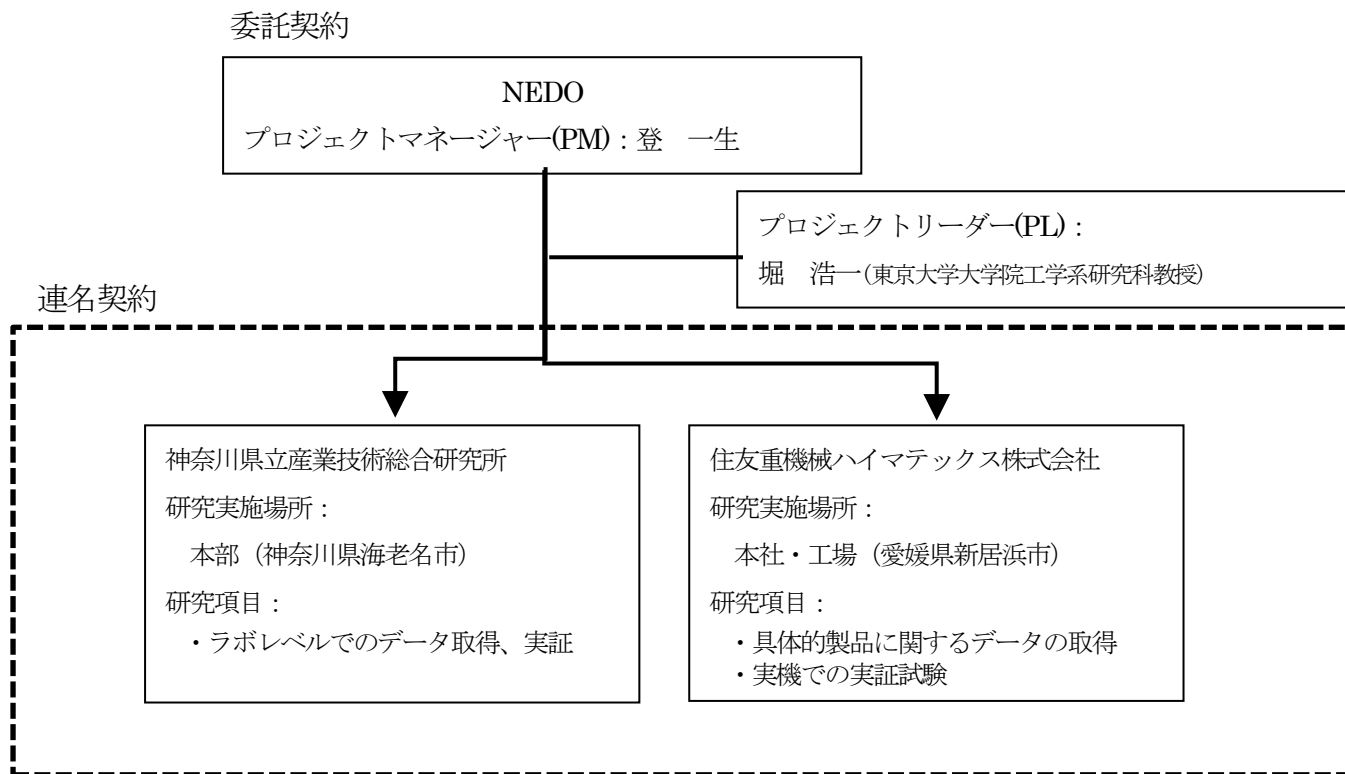 委託契約
NEDO
プロジェクトマネージャー(PM)：登　一生
プロジェクトリーダー(PL)：
堀　浩一(東京大学大学院工学系研究科教授)
連名契約
神奈川県立産業技術総合研究所
研究実施場所：
本部（神奈川県海老名市）
研究項目：
・ラボレベルでのデータ取得、実証
住友重機械ハイマテックス株式会社
研究実施場所：
本社・工場（愛媛県新居浜市）
研究項目：
・具体的製品に関するデータの取得
・実機での実証試験